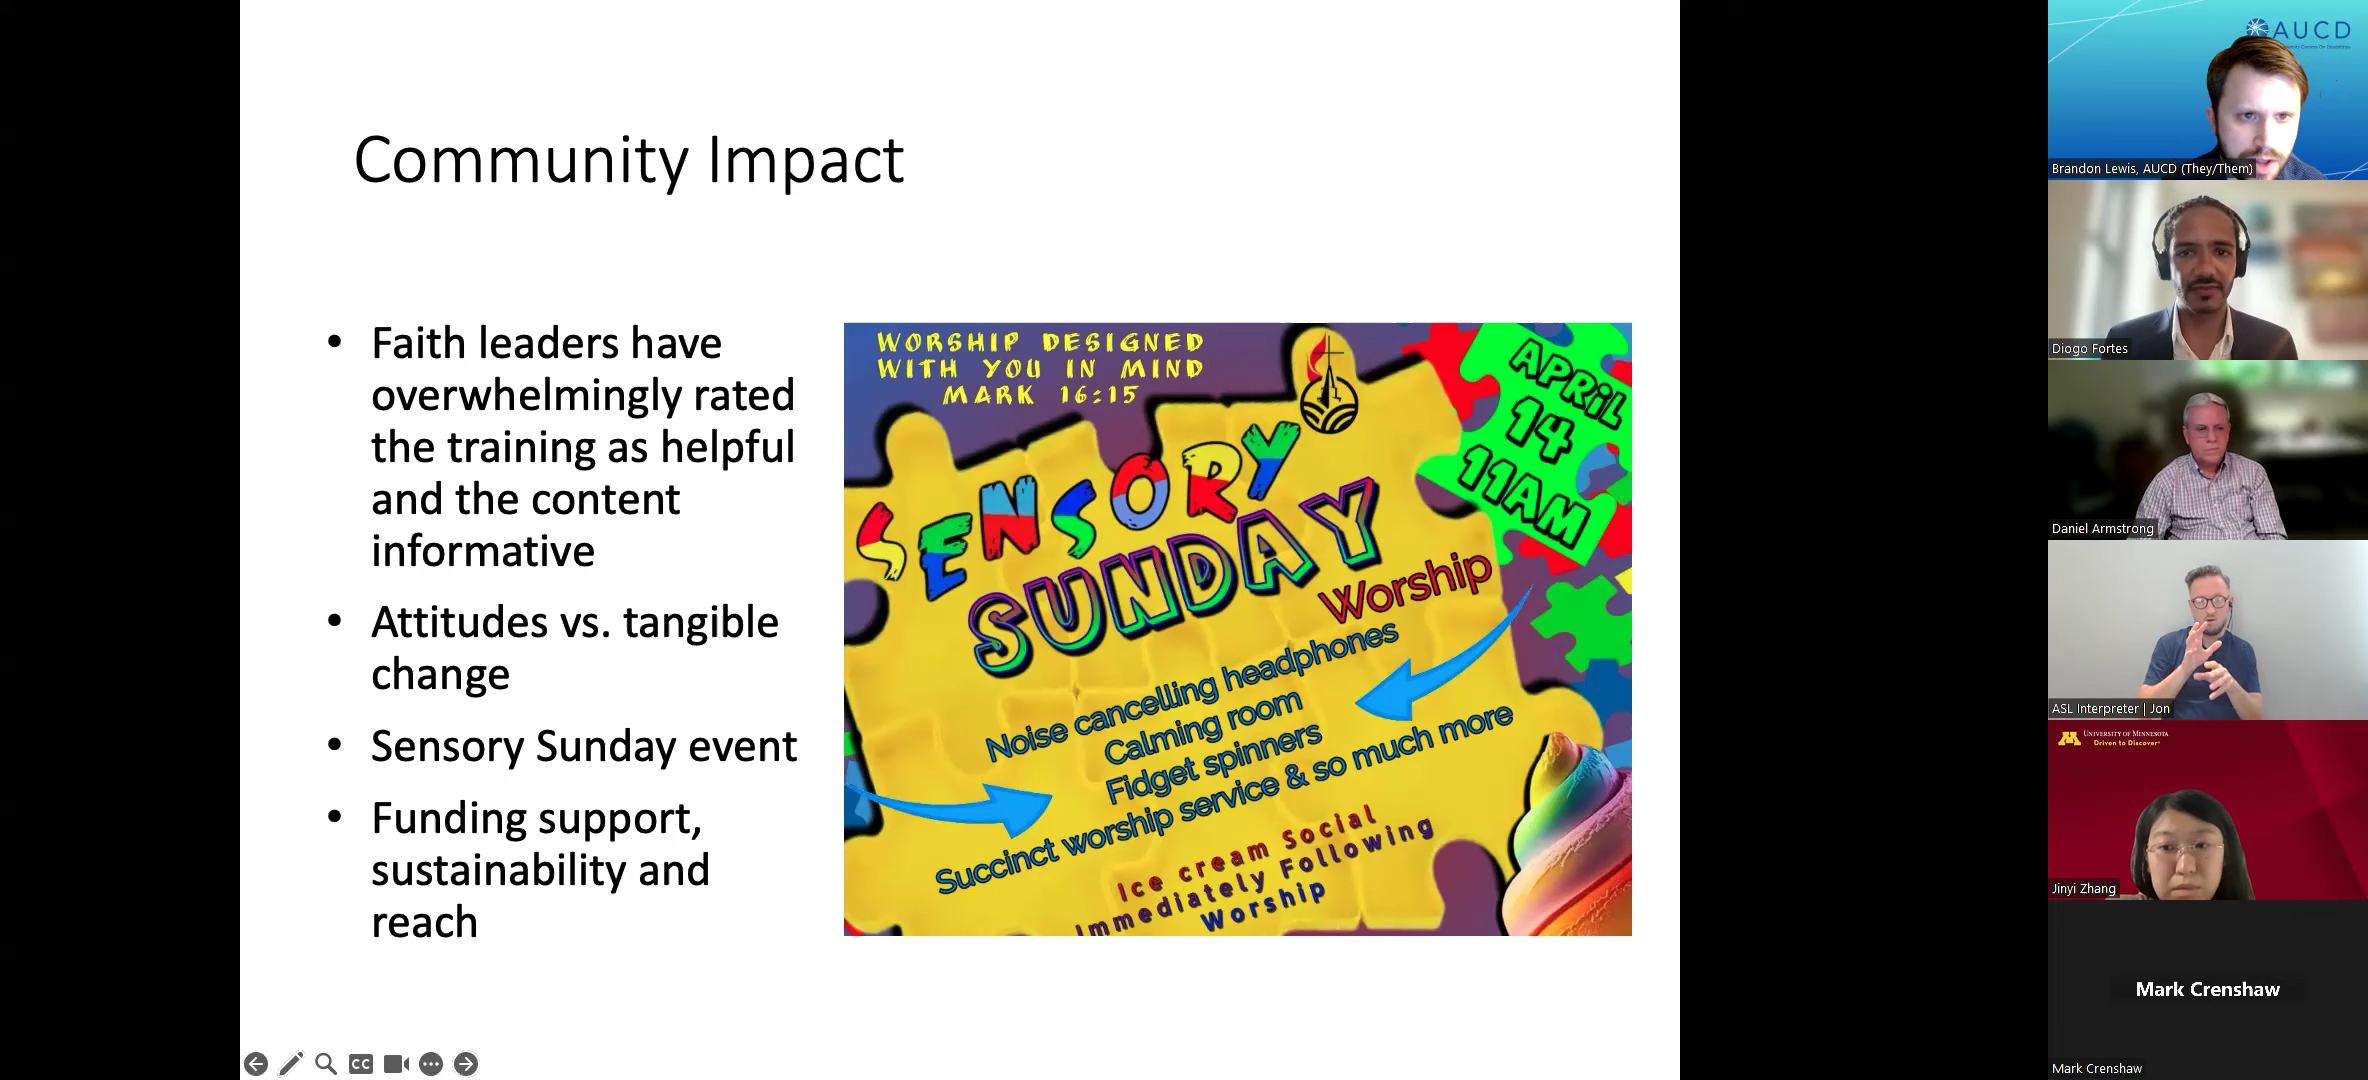 Community Impact
• Faith leaders have
overwhelmingly rated
the training as helpful
and the content
informative
• Attitudes vs. tangible
change
• Sensory Sunday event
• Funding support,
sustainability and
reach
WORSHIP DESIGNED
WITH YOU IN MIND
MARK 16:15
APRIL
14
11AM
SENSORY
SUNDAY
Worship
Noise cancelling headphones
Calming room
Fidget spinners
Succinct worship service & so much more
Ice cream Social
Immediately Following
Worship
CC
AUCD
Brandon Lewis, AUCD (They/Them)
Diogo Fortes
Daniel Armstrong
ASL Interpreter | Jon
UNIVERSITY OF MINNESOTA
Driven to Discover
Jinyi Zhang
Mark Crenshaw
Mark Crenshaw